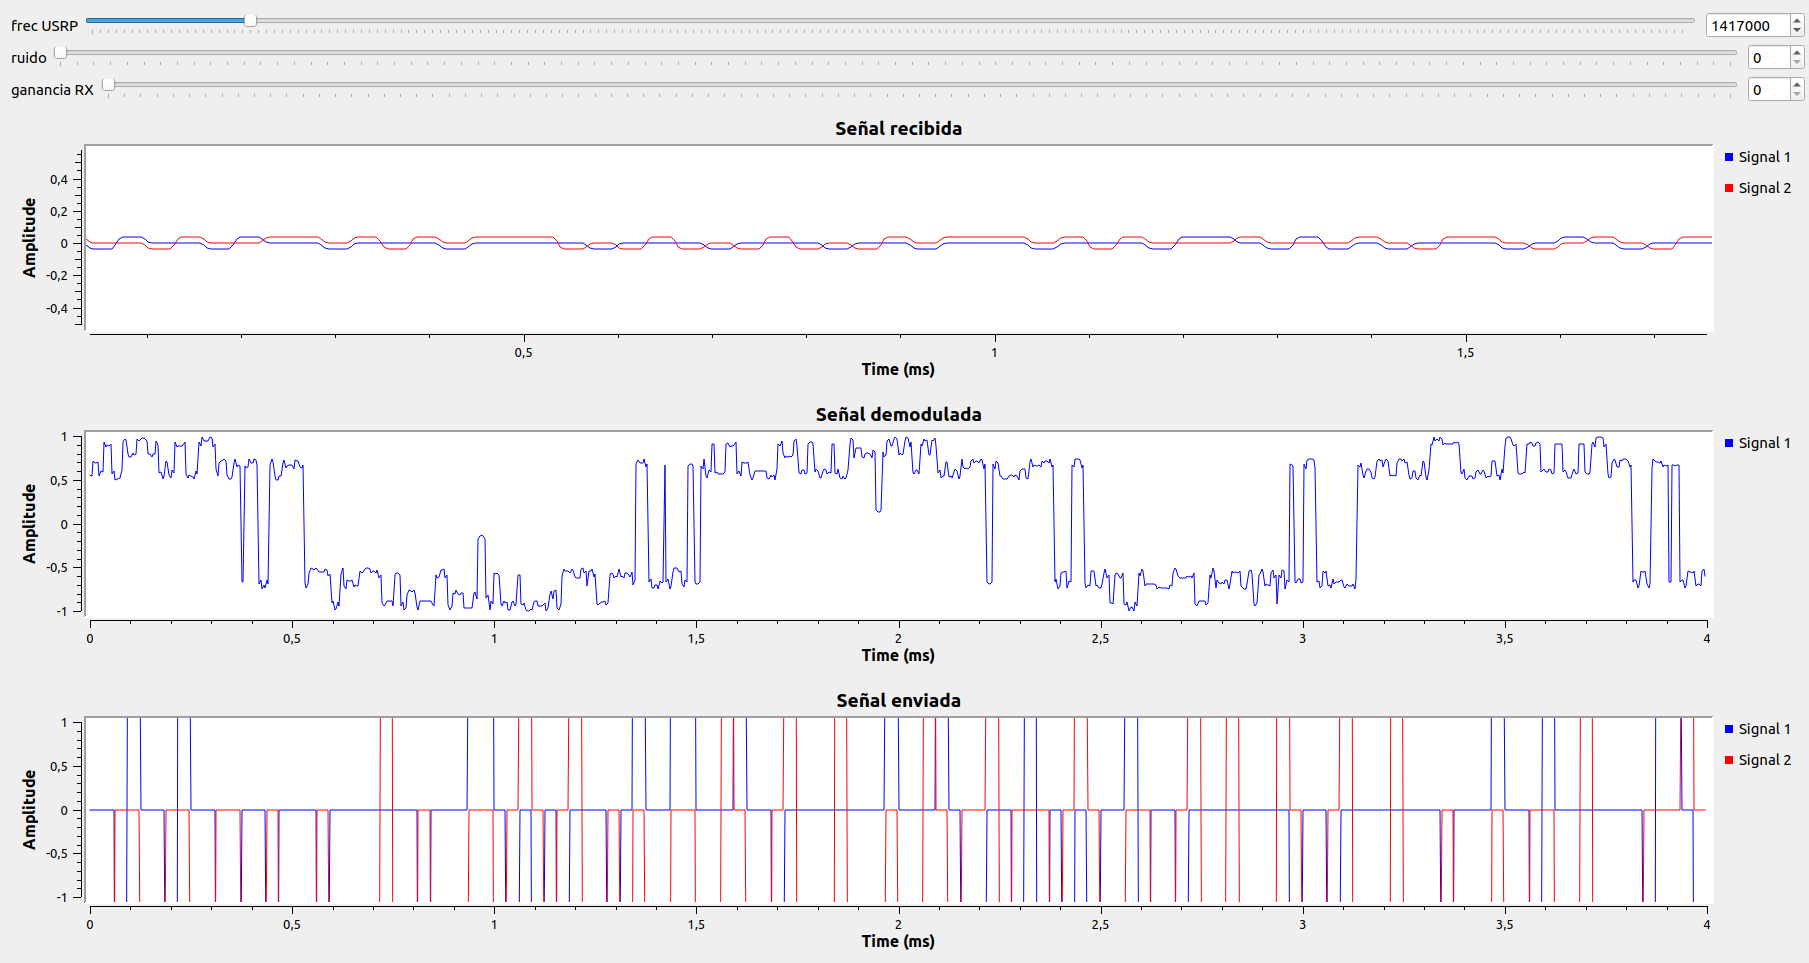 frec USRP 1417000
ruido 0
ganancia RX 0
Señal recibida
Amplitude
0,4
0,2
0
-0,2
-0,4
0,5 1 1,5
Time (ms)
Signal 1
Signal 2
Señal demodulada
Amplitude
1
0,5
0
-0,5
-1
0 0,5 1 1,5 2 2,5 3 3,5 4
Time (ms)
Signal 1
Señal enviada
Amplitude
1
0,5
0
-0,5
-1
0 0,5 1 1,5 2 2,5 3 3,5 4
Time (ms)
Signal 1
Signal 2